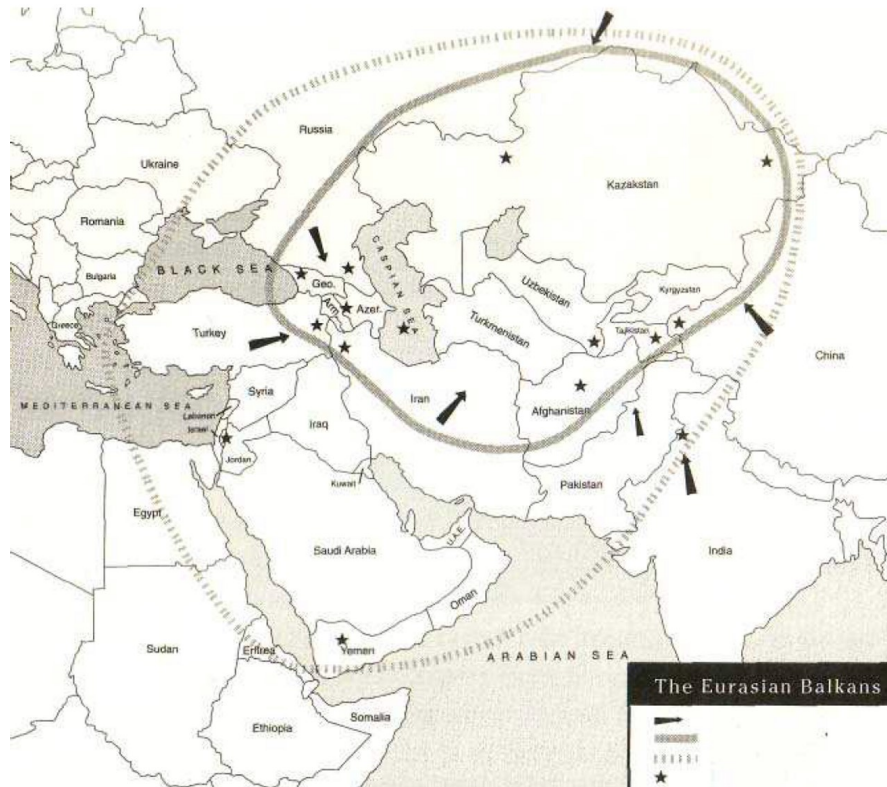 Russia
Ukraine
Kazakstan
Romania
CASPIAN SEA
BLACK SEA
Bulgaria
Geo.
Uzbekistan
Kyrgyzstan
Arm.
Azer.
Greece
Turkey
Turkmenistan
Tajikistan
China
Syria
Iran
Afghanistan
MEDITERRANEAN SEA
Lebanon
Israel
Iraq
Jordan
Kuwait
Pakistan
Egypt
U.A.E.
India
Saudi Arabia
Oman
Sudan
Eritrea
Yemen
ARABIAN SEA
The Eurasian Balkans
Somalia
Ethiopia